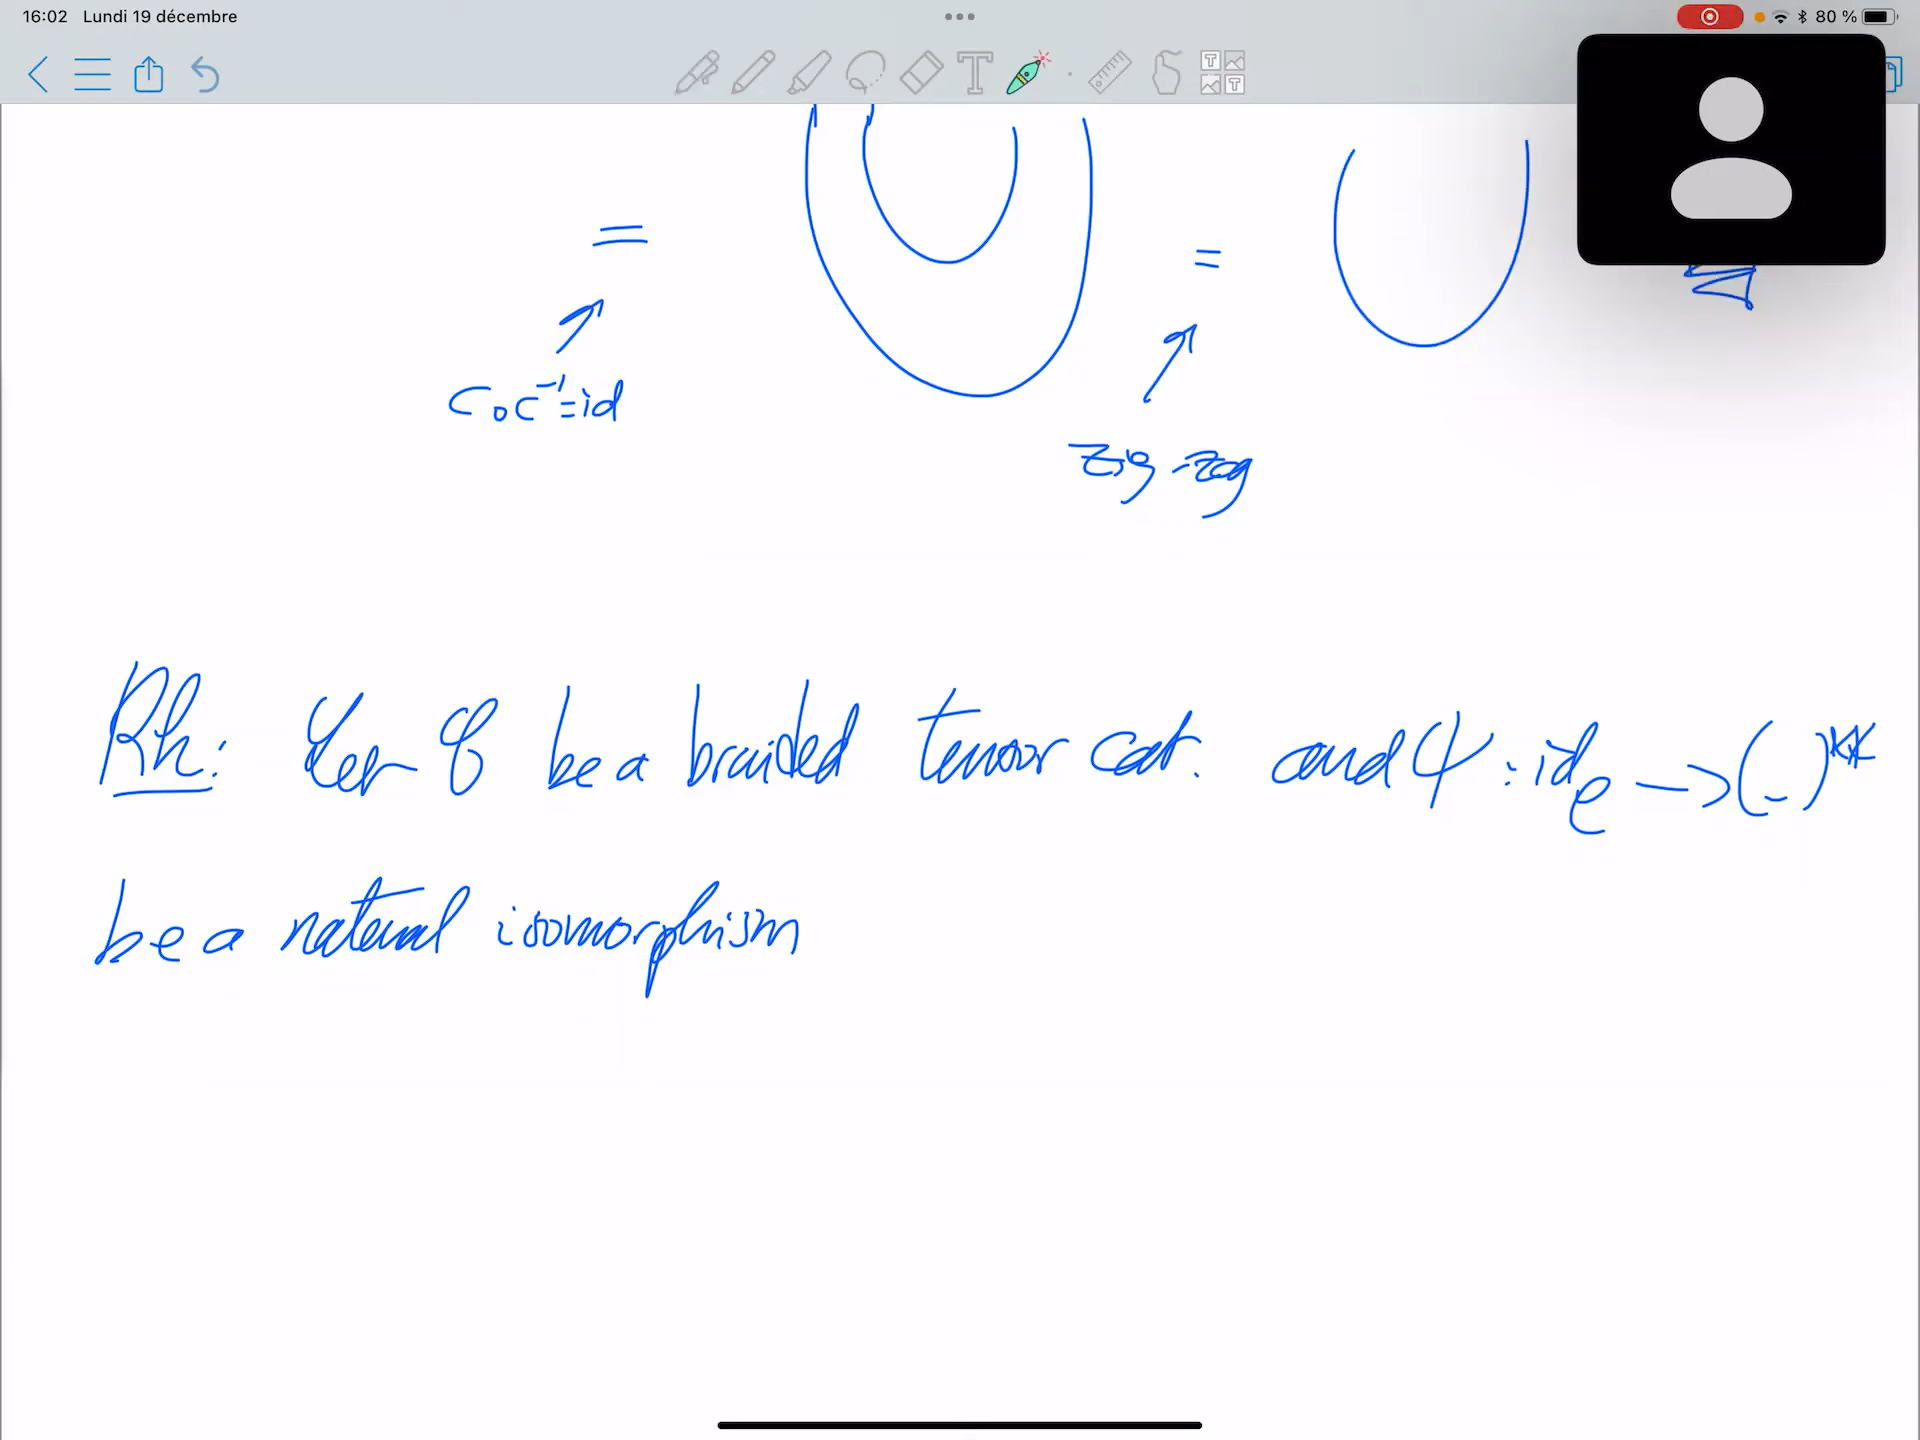 16:02 Lundi 19 décembre
80 %
=
=
C∘C⁻¹=id
zig-zag
Rk: Let C be a braided tensor cat. and ψ : id_C → (-)**
be a natural isomorphism